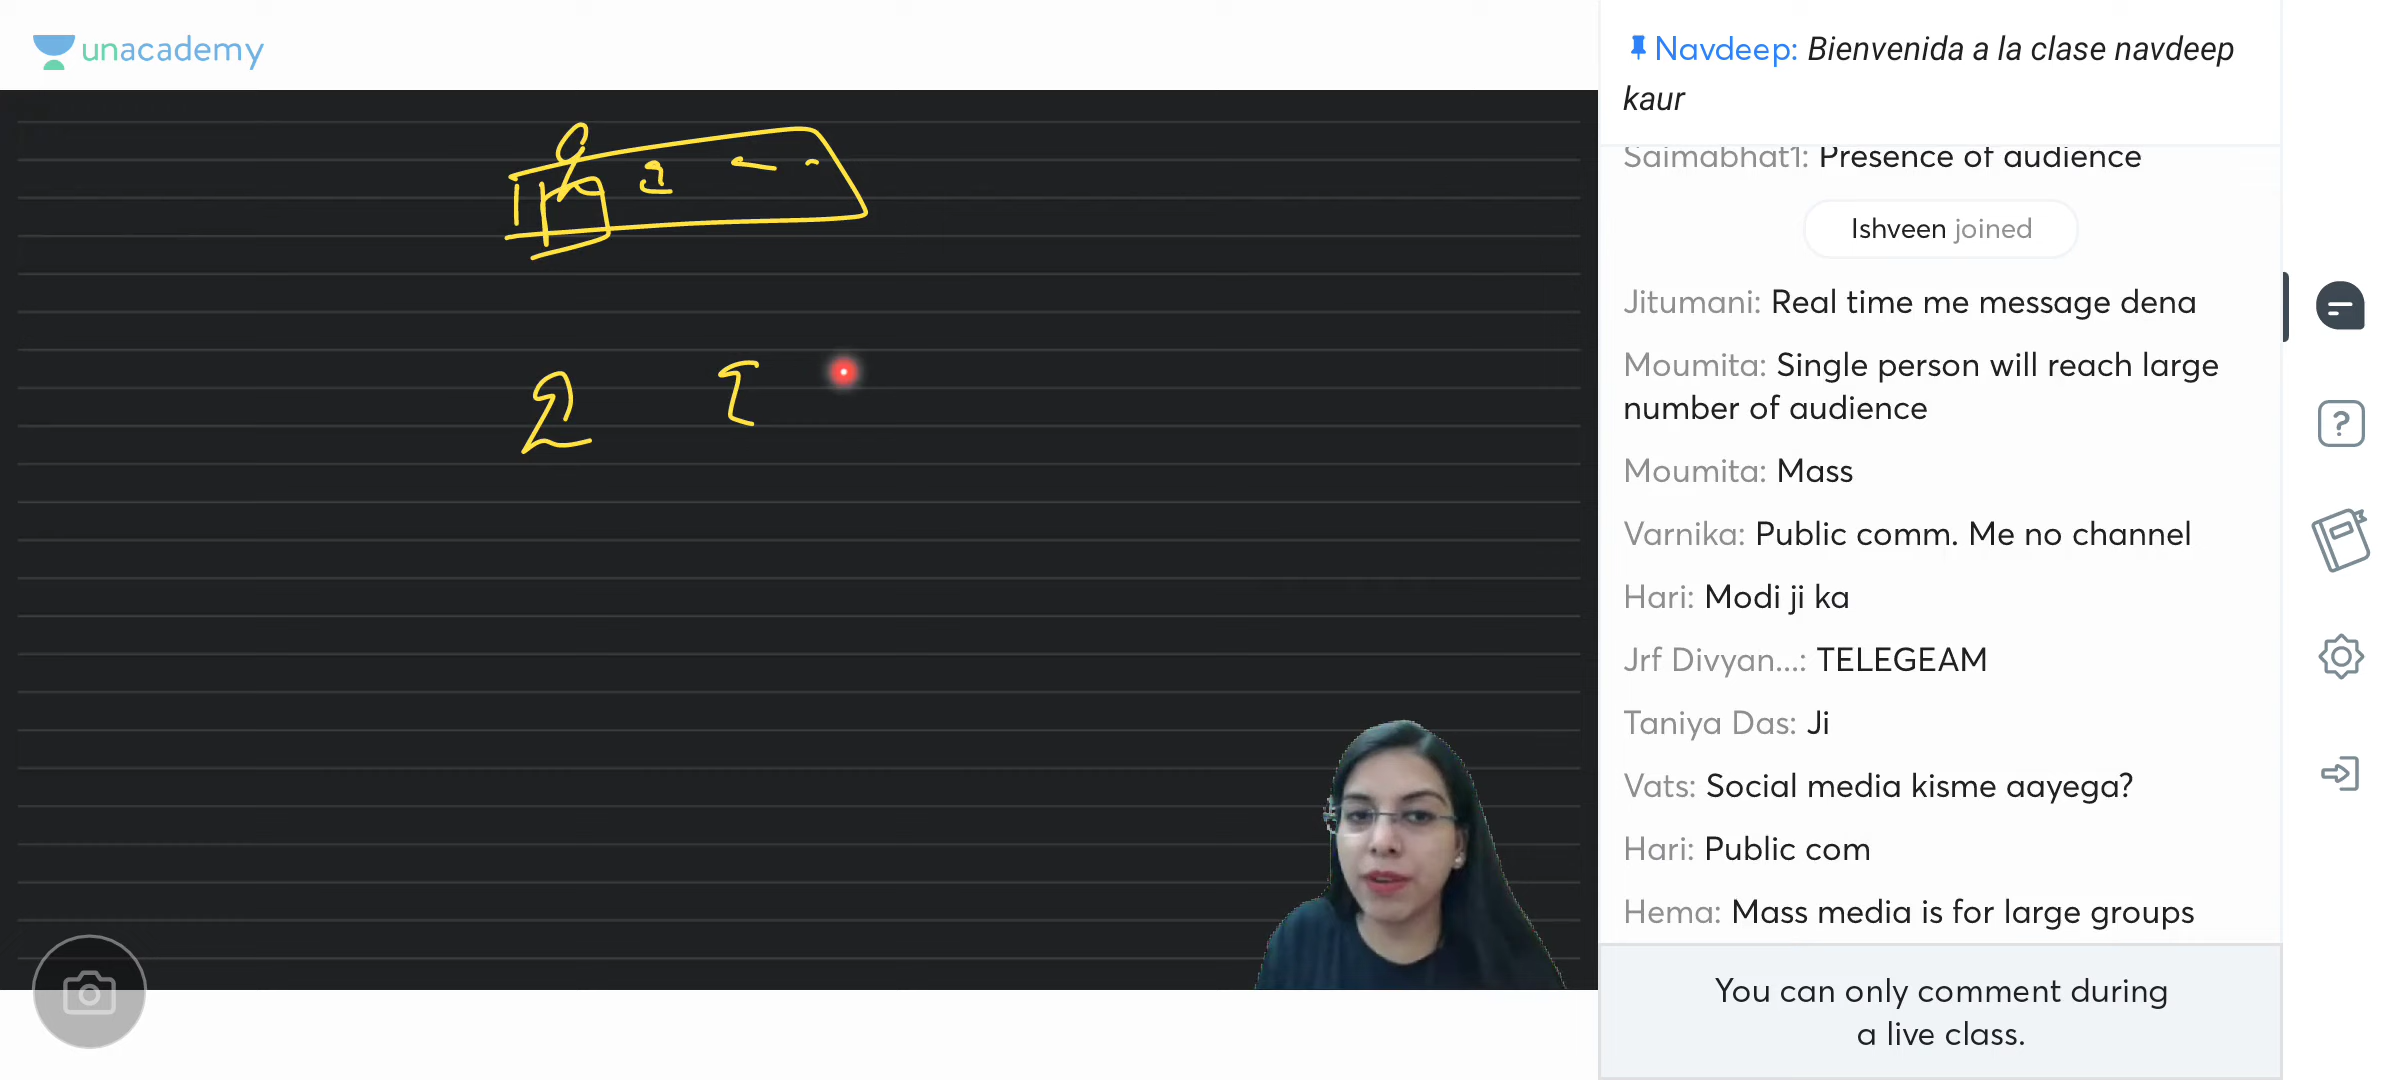 unacademy
Navdeep: Bienvenida a la clase navdeep
kaur
Saimabhat1: Presence of audience
Ishveen joined
Jitumani: Real time me message dena
Moumita: Single person will reach large
number of audience
Moumita: Mass
Varnika: Public comm. Me no channel
Hari: Modi ji ka
Jrf Divyan...: TELEGEAM
Taniya Das: Ji
Vats: Social media kisme aayega?
Hari: Public com
Hema: Mass media is for large groups
You can only comment during
a live class.